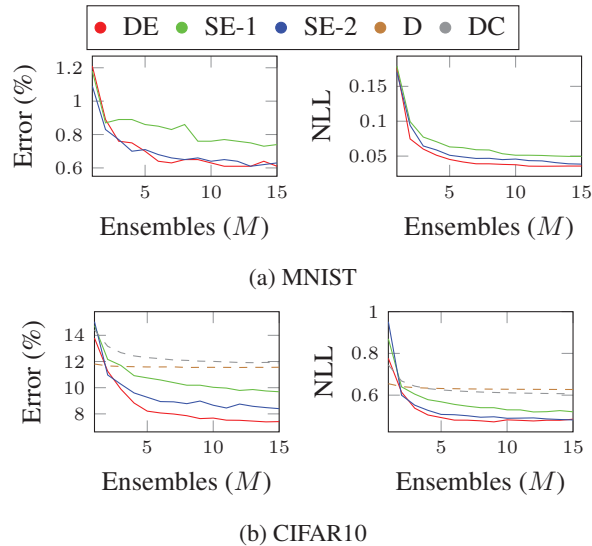 DE SE-1 SE-2 D DC
Error (%)
1.2
1
0.8
0.6
5 10 15
Ensembles (M)
NLL
0.15
0.1
0.05
5 10 15
Ensembles (M)
(a) MNIST
Error (%)
14
12
10
8
5 10 15
Ensembles (M)
NLL
1
0.8
0.6
5 10 15
Ensembles (M)
(b) CIFAR10